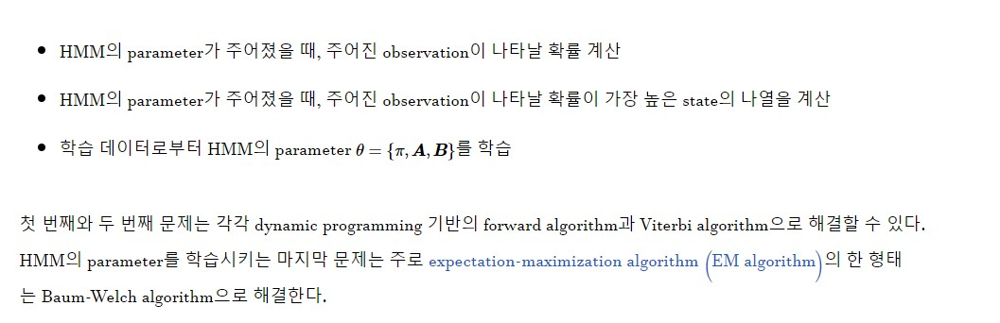 • HMM의 parameter가 주어졌을 때, 주어진 observation이 나타날 확률 계산
• HMM의 parameter가 주어졌을 때, 주어진 observation이 나타날 확률이 가장 높은 state의 나열을 계산
• 학습 데이터로부터 HMM의 parameter θ = {π, A, B}를 학습
첫 번째와 두 번째 문제는 각각 dynamic programming 기반의 forward algorithm과 Viterbi algorithm으로 해결할 수 있다.
HMM의 parameter를 학습시키는 마지막 문제는 주로 expectation-maximization algorithm (EM algorithm)의 한 형태
는 Baum-Welch algorithm으로 해결한다.